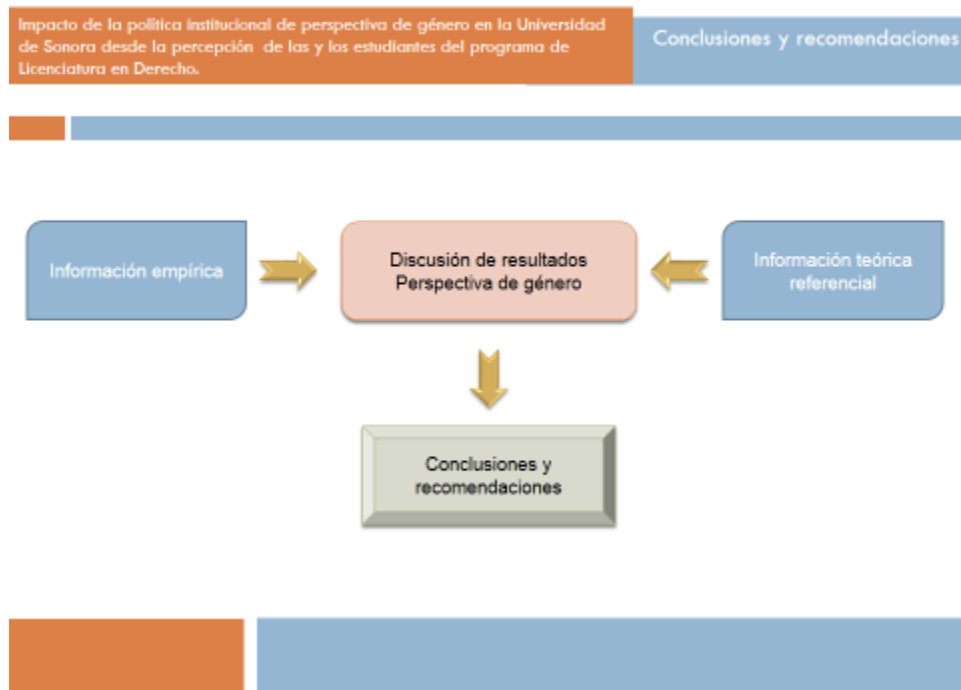 Impacto de la política institucional de perspectiva de género en la Universidad
de Sonora desde la percepción de las y los estudiantes del programa de
Licenciatura en Derecho.
Conclusiones y recomendaciones
Información empírica
Discusión de resultados
Perspectiva de género
Información teórica
referencial
Conclusiones y
recomendaciones